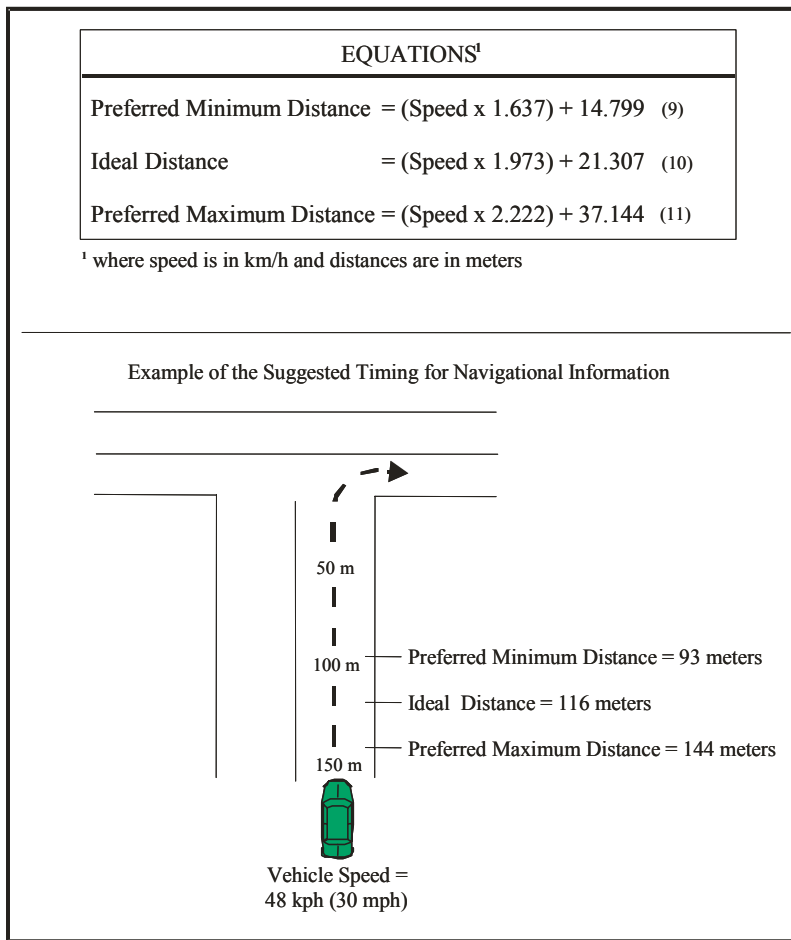 EQUATIONS¹
Preferred Minimum Distance = (Speed x 1.637) + 14.799 (9)
Ideal Distance = (Speed x 1.973) + 21.307 (10)
Preferred Maximum Distance = (Speed x 2.222) + 37.144 (11)
¹ where speed is in km/h and distances are in meters
Example of the Suggested Timing for Navigational Information
50 m
100 m
Preferred Minimum Distance = 93 meters
Ideal Distance = 116 meters
Preferred Maximum Distance = 144 meters
150 m
Vehicle Speed =
48 kph (30 mph)